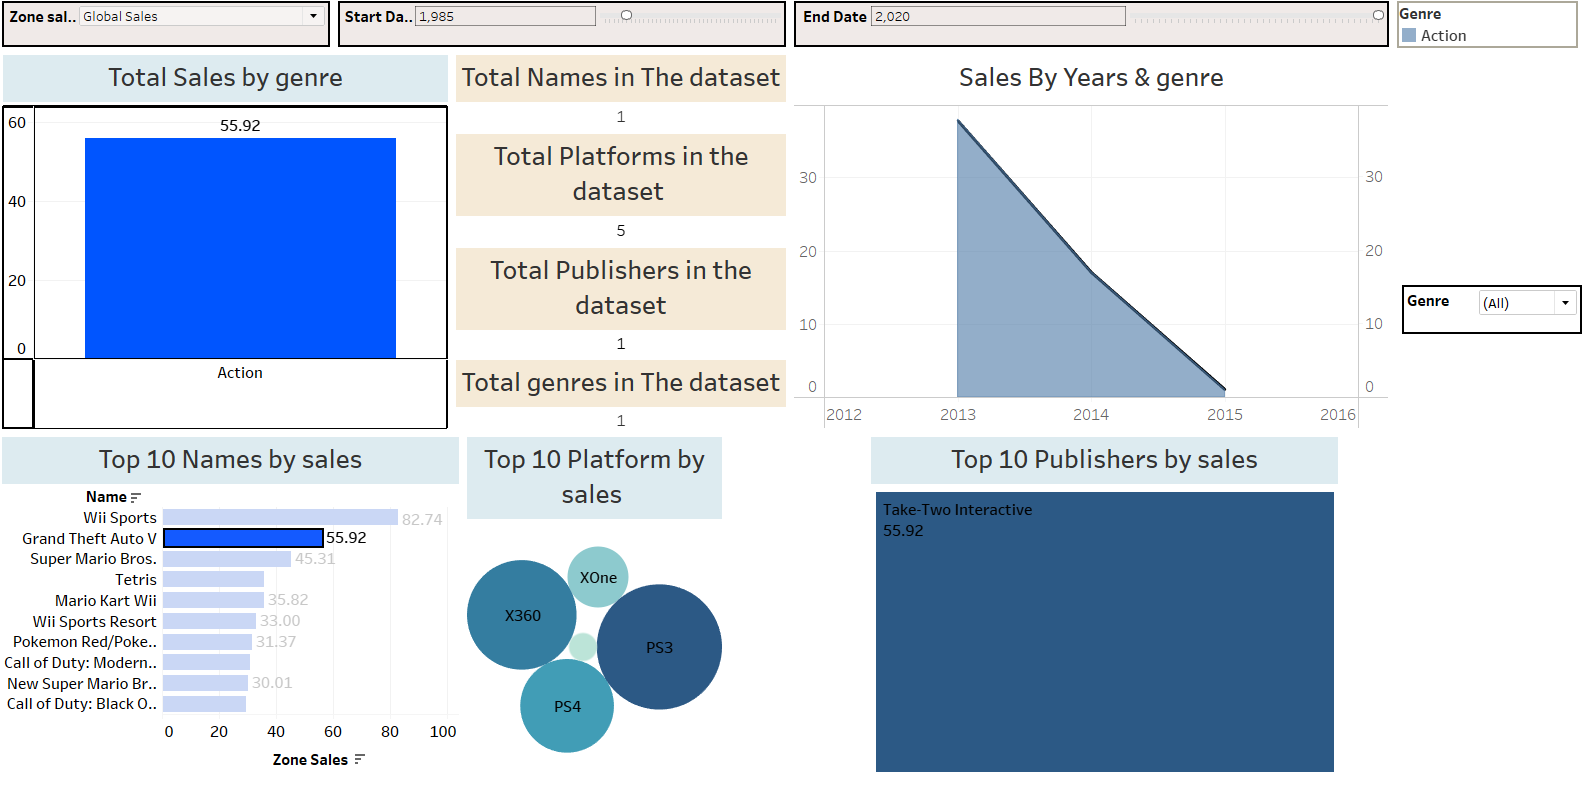 Zone sal.. Global Sales
Start Da.. 1,985
End Date 2,020
Genre
Action
Total Sales by genre
60
40
20
0
55.92
Action
Total Names in The dataset
1
Total Platforms in the
dataset
5
Total Publishers in the
dataset
1
Total genres in The dataset
1
Sales By Years & genre
30
20
10
0
30
20
10
0
2012 2013 2014 2015 2016
Genre (All)
Top 10 Names by sales
Name
Wii Sports 82.74
Grand Theft Auto V 55.92
Super Mario Bros. 45.31
Tetris
Mario Kart Wii 35.82
Wii Sports Resort 33.00
Pokemon Red/Poke.. 31.37
Call of Duty: Modern..
New Super Mario Br.. 30.01
Call of Duty: Black O..
0 20 40 60 80 100
Zone Sales
Top 10 Platform by
sales
XOne
X360
PS3
PS4
Top 10 Publishers by sales
Take-Two Interactive
55.92